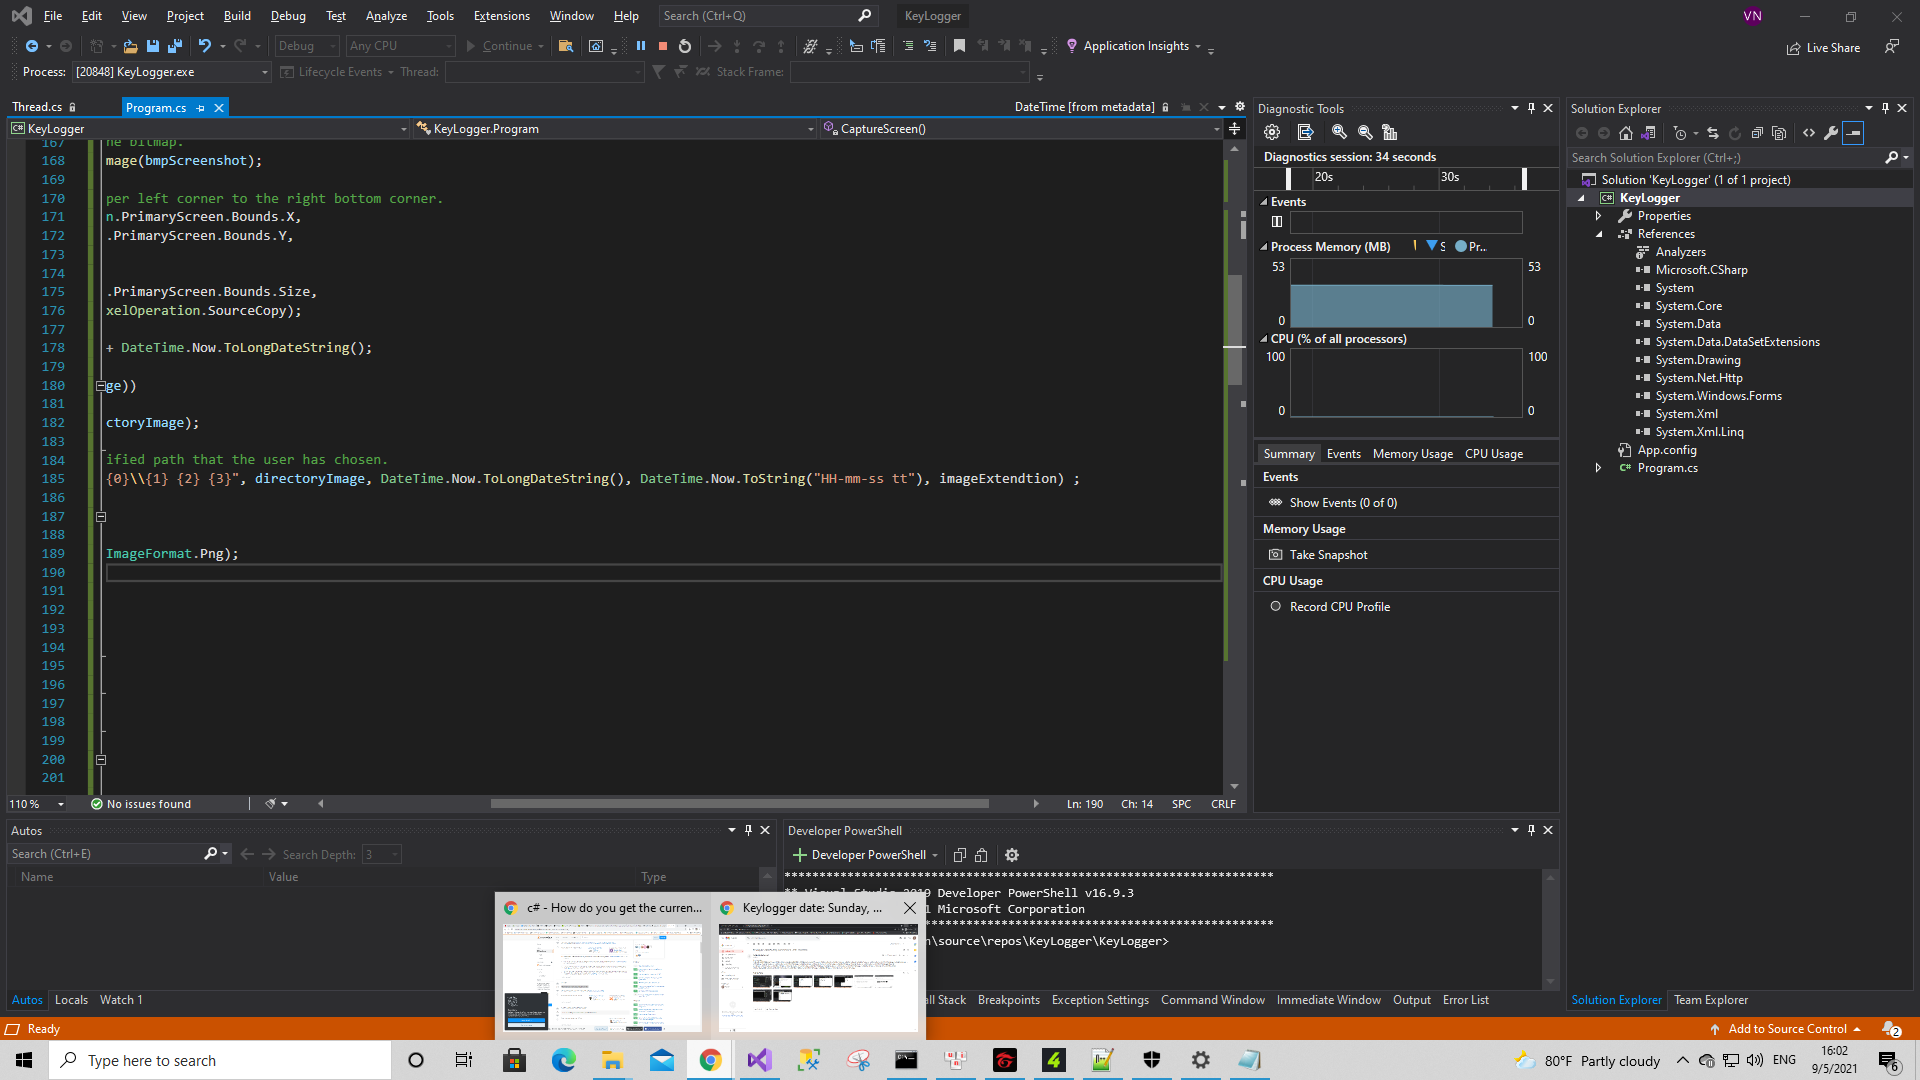 File Edit View Project Build Debug Test Analyze Tools Extensions Window Help Search (Ctrl+Q) KeyLogger VN
Debug Any CPU Continue Application Insights Live Share
Process: [20848] KeyLogger.exe Lifecycle Events Thread: Stack Frame:
Thread.cs Program.cs DateTime [from metadata]
KeyLogger KeyLogger.Program CaptureScreen()
167 he bitmap.
168 mage(bmpScreenshot);
169
170 per left corner to the right bottom corner.
171 n.PrimaryScreen.Bounds.X,
172 .PrimaryScreen.Bounds.Y,
173
174
175 .PrimaryScreen.Bounds.Size,
176 xelOperation.SourceCopy);
177
178 + DateTime.Now.ToLongDateString();
179
180 ge))
181
182 ctoryImage);
183
184 ified path that the user has chosen.
185 {0}\\{1} {2} {3}", directoryImage, DateTime.Now.ToLongDateString(), DateTime.Now.ToString("HH-mm-ss tt"), imageExtendtion) ;
186
187
188
189 ImageFormat.Png);
190
191
192
193
194
195
196
197
198
199
200
201
110 % No issues found Ln: 190 Ch: 14 SPC CRLF
Diagnostic Tools
Diagnostics session: 34 seconds
20s 30s
Events
Process Memory (MB) S Pr...
53 53
0 0
CPU (% of all processors)
100 100
0 0
Summary Events Memory Usage CPU Usage
Events
Show Events (0 of 0)
Memory Usage
Take Snapshot
CPU Usage
Record CPU Profile
Solution Explorer
Search Solution Explorer (Ctrl+;)
Solution 'KeyLogger' (1 of 1 project)
KeyLogger
Properties
References
Analyzers
Microsoft.CSharp
System
System.Core
System.Data
System.Data.DataSetExtensions
System.Drawing
System.Net.Http
System.Windows.Forms
System.Xml
System.Xml.Linq
App.config
Program.cs
Solution Explorer Team Explorer
Autos
Search (Ctrl+E) Search Depth: 3
Name Value Type
Autos Locals Watch 1
Developer PowerShell
Developer PowerShell
**********************************************************************
** Visual Studio 2019 Developer PowerShell v16.9.3
Microsoft Corporation
**********************************************************************
n\source\repos\KeyLogger\KeyLogger>
c# - How do you get the curren... Keylogger date: Sunday, ...
all Stack Breakpoints Exception Settings Command Window Immediate Window Output Error List
Ready Add to Source Control 2
Type here to search 80°F Partly cloudy ENG 16:02
9/5/2021 6